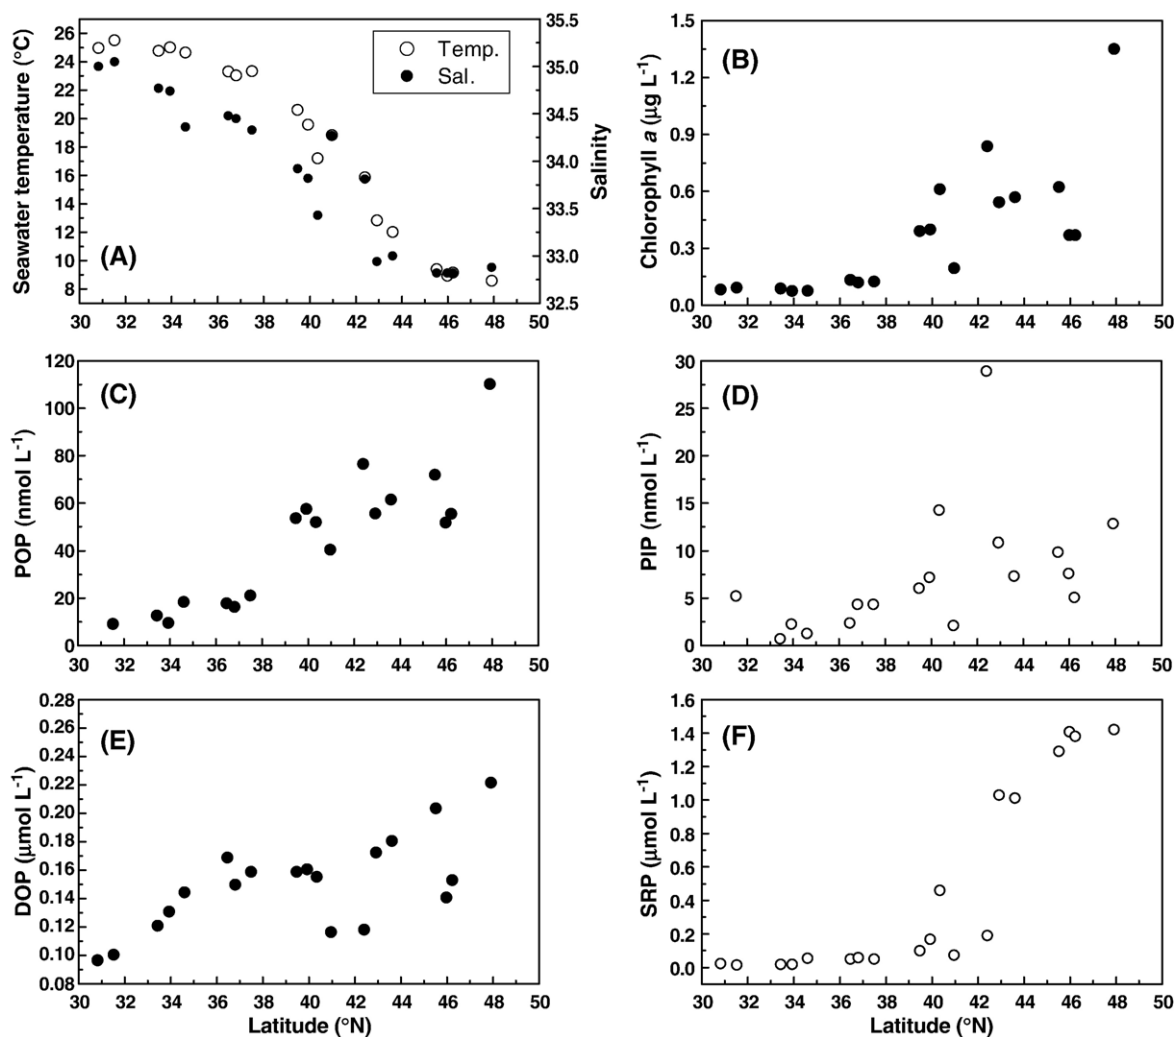 26
24
22
20
18
16
14
12
10
8
Seawater temperature (°C)
(A)
Temp.
Sal.
35.5
35.0
34.5
34.0
33.5
33.0
32.5
Salinity
30 32 34 36 38 40 42 44 46 48 50
1.5
1.2
0.9
0.6
0.3
0.0
Chlorophyll a (µg L-1)
(B)
30 32 34 36 38 40 42 44 46 48 50
120
100
80
60
40
20
0
POP (nmol L-1)
(C)
30 32 34 36 38 40 42 44 46 48 50
30
25
20
15
10
5
0
PIP (nmol L-1)
(D)
30 32 34 36 38 40 42 44 46 48 50
0.28
0.26
0.24
0.22
0.20
0.18
0.16
0.14
0.12
0.10
0.08
DOP (µmol L-1)
(E)
30 32 34 36 38 40 42 44 46 48 50
Latitude (°N)
1.6
1.4
1.2
1.0
0.8
0.6
0.4
0.2
0.0
SRP (µmol L-1)
(F)
30 32 34 36 38 40 42 44 46 48 50
Latitude (°N)